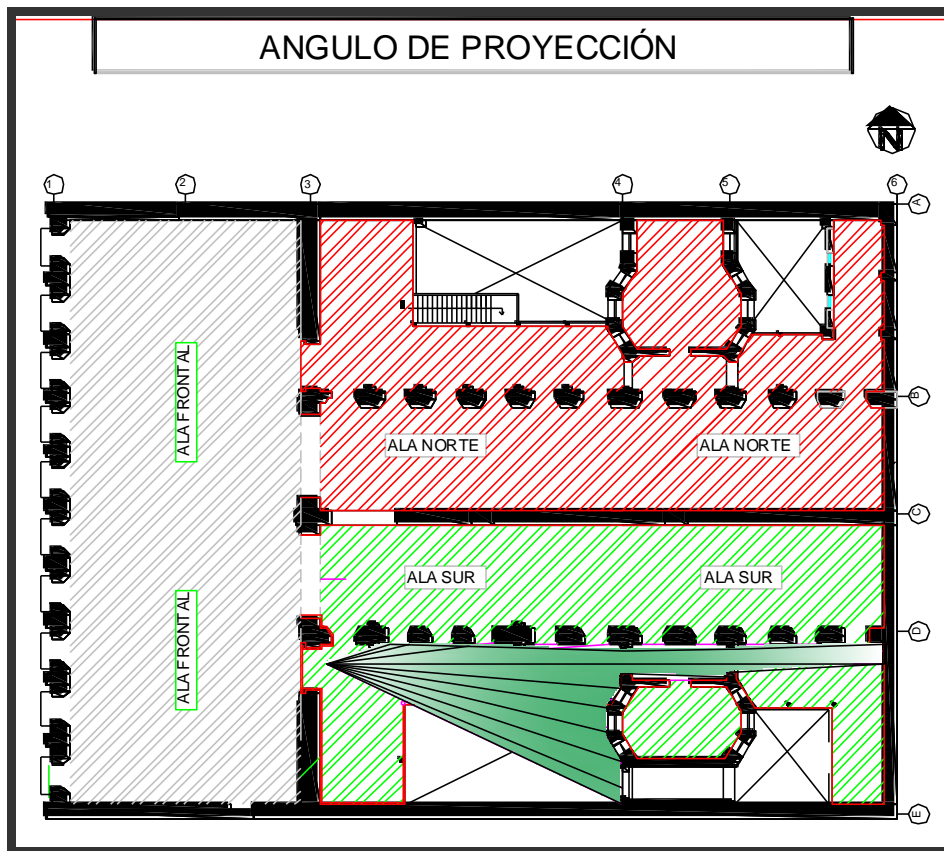 ANGULO DE PROYECCIÓN
N
1
2
3
4
5
6
A
ALA FRONTAL
B
ALA NORTE
ALA NORTE
C
ALA SUR
ALA SUR
ALA FRONTAL
D
E